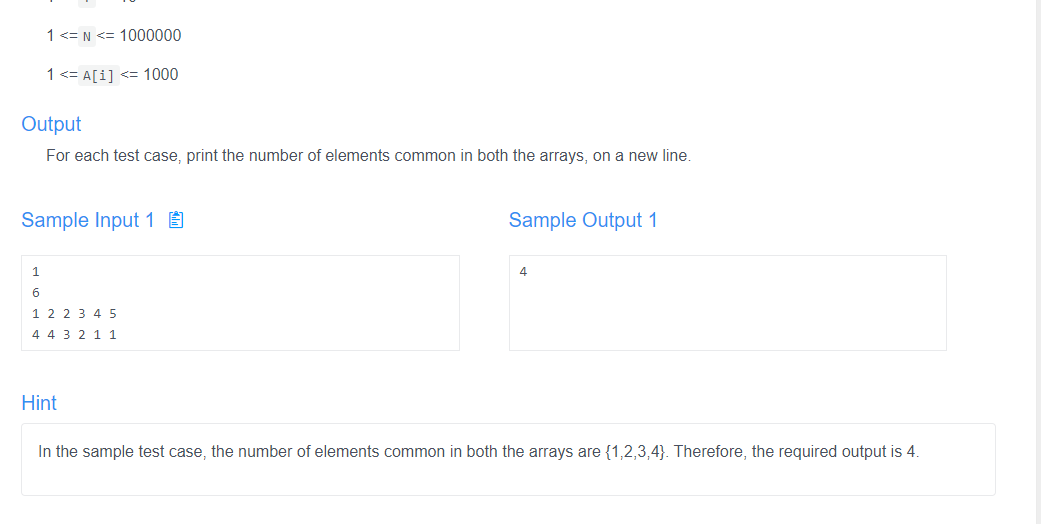 1 <= N <= 1000000
1 <= A[i] <= 1000
Output
For each test case, print the number of elements common in both the arrays, on a new line.
Sample Input 1
1
6
1 2 2 3 4 5
4 4 3 2 1 1
Sample Output 1
4
Hint
In the sample test case, the number of elements common in both the arrays are {1,2,3,4}. Therefore, the required output is 4.